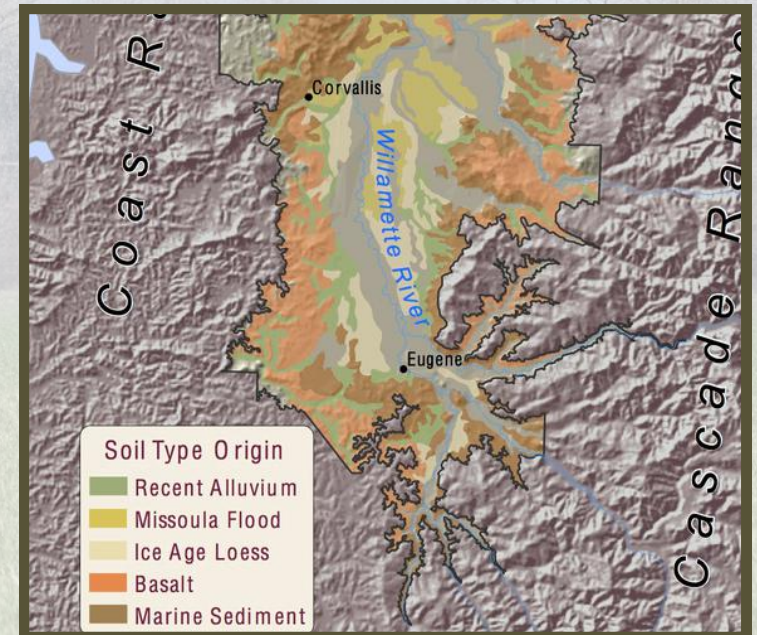 Coast Ra
Corvallis
Willamette River
Cascade Range
Eugene
Soil Type Origin
Recent Alluvium
Missoula Flood
Ice Age Loess
Basalt
Marine Sediment